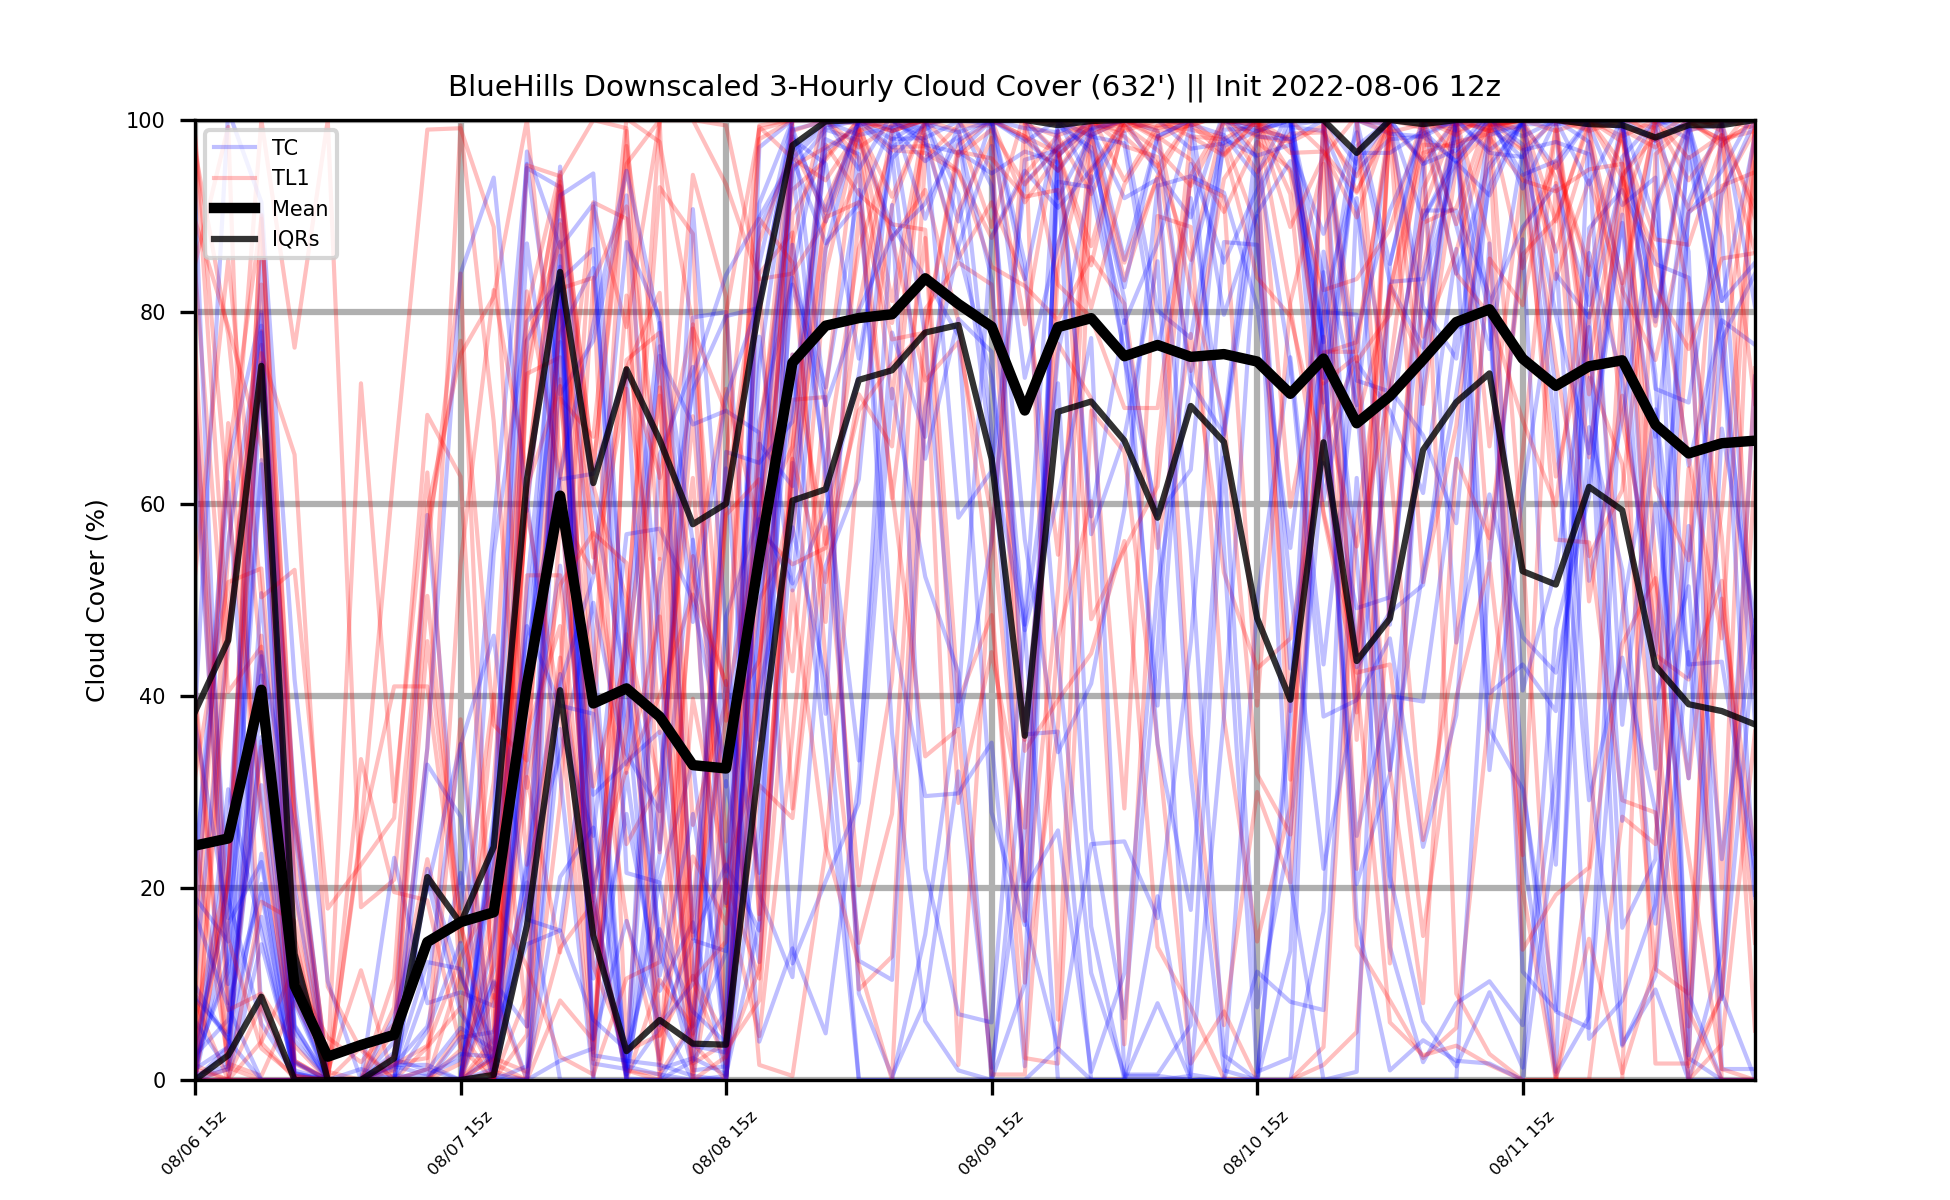 BlueHills Downscaled 3-Hourly Cloud Cover (632') || Init 2022-08-06 12z
TC
TL1
Mean
IQRs
Cloud Cover (%)
100
80
60
40
20
0
08/06 15z
08/07 15z
08/08 15z
08/09 15z
08/10 15z
08/11 15z